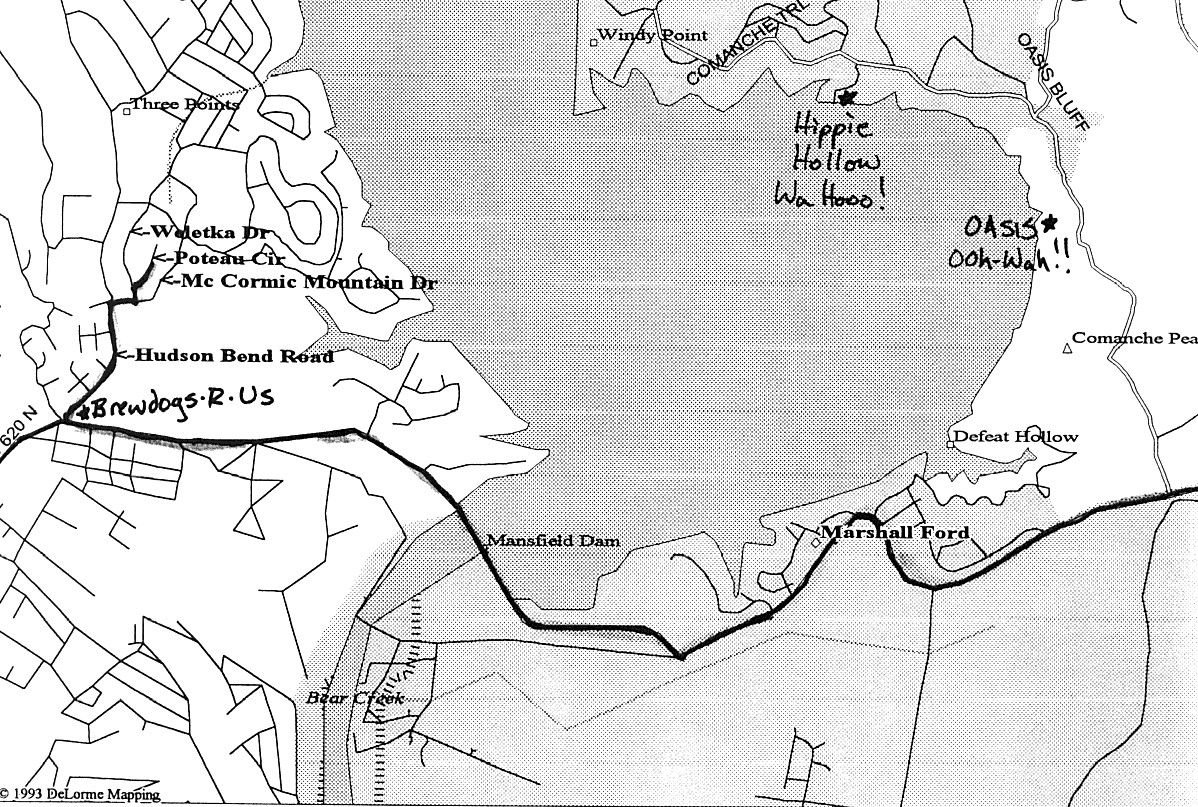 Windy Point
COMANCHE TRL
OASIS BLUFF
Three Points
Hippie
Hollow
Wa Hooo!
<-Weletka Dr
OASIS
OOh-Wah!!
<-Poteau Cir
<-Mc Cormic Mountain Dr
Comanche Pea
<-Hudson Bend Road
Brewdogs.R.Us
620 N
Defeat Hollow
Marshall Ford
Mansfield Dam
Bear Creek
© 1993 DeLorme Mapping